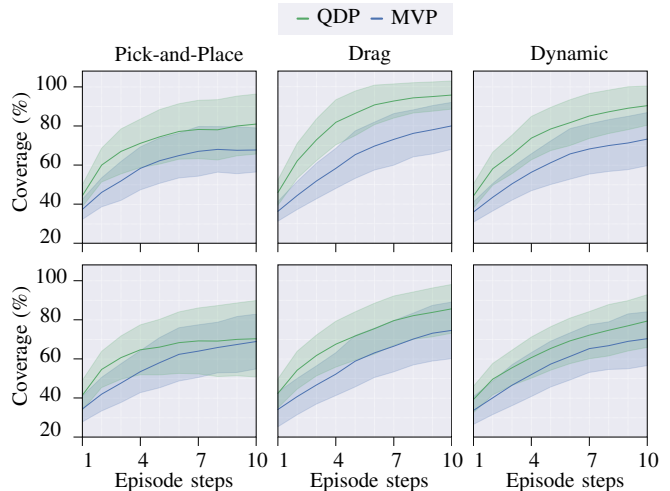 QDP MVP
Pick-and-Place Drag Dynamic
Coverage (%)
100
80
60
40
20
Coverage (%)
100
80
60
40
20
1 4 7 10 1 4 7 10 1 4 7 10
Episode steps Episode steps Episode steps